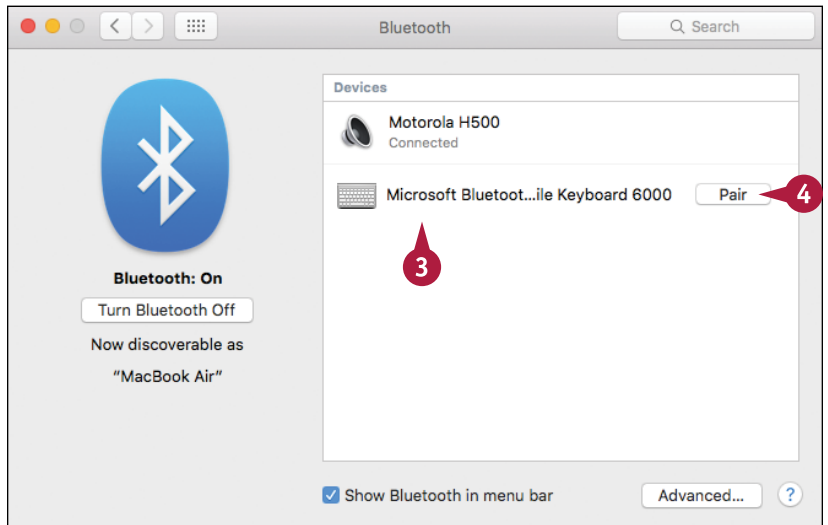 Bluetooth
Search
Devices
Motorola H500
Connected
Microsoft Bluetoot...ile Keyboard 6000
Pair
4
3
Bluetooth: On
Turn Bluetooth Off
Now discoverable as
“MacBook Air”
Show Bluetooth in menu bar
Advanced...
?